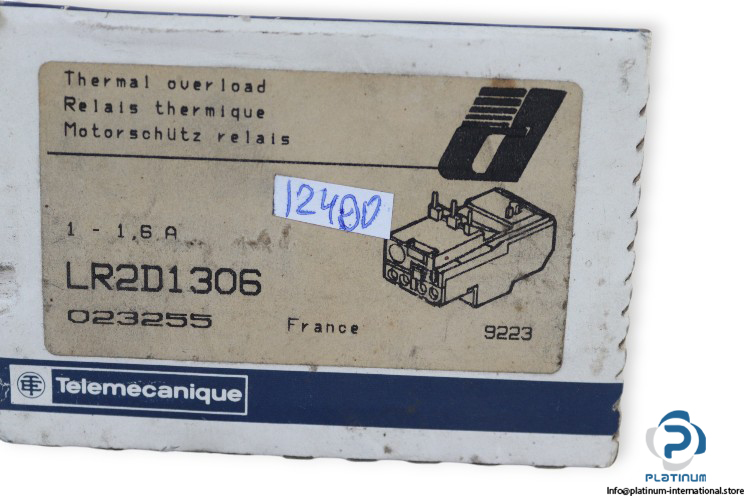 Thermal overload
Relais thermique
Motorschütz relais
12400
1 - 1,6 A
LR2D1306
023255
France
9223
TE Telemecanique
PLATINUM
Info@platinum-international.store